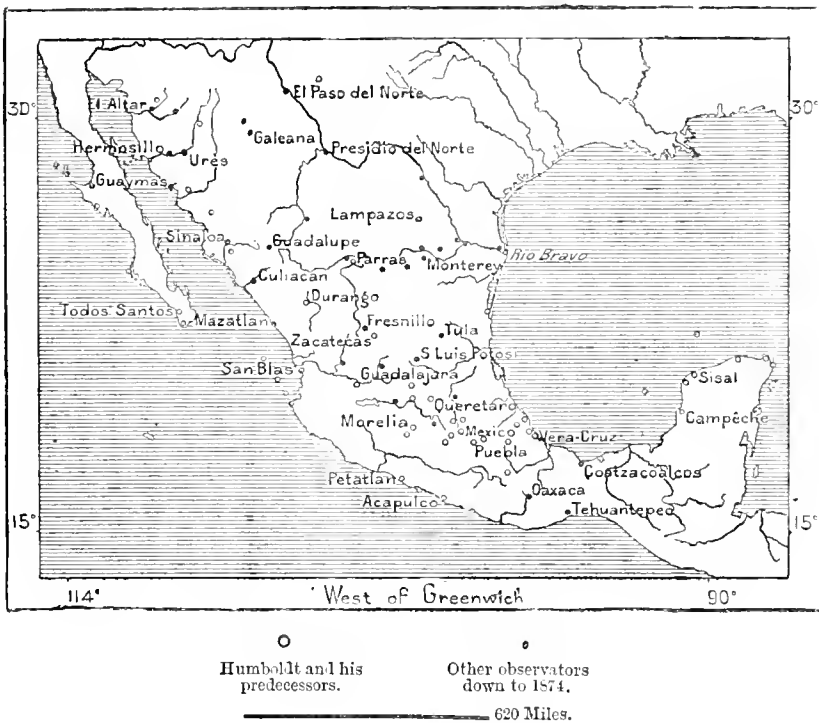 El Paso del Norte
30°
30°
El Altar
Galeana
Hermosillo
Ures
Presidio del Norte
Guaymas
Lampazos
Sinaloa
Guadalupe
Rio Bravo
Parras
Monterey
Culiacan
Durango
Todos Santos
Mazatlan
Fresnillo
Tula
Zacatecas
S Luis Potosi
San Blas
Guadalajara
Sisal
Queretaro
Campêche
Morelia
Mexico
Vera-Cruz
Puebla
Petatlan
Coatzacoalcos
Acapulco
Oaxaca
Tehuantepec
15°
15°
114°
West of Greenwich
90°
Humboldt and his
predecessors.
Other observators
down to 1874.
620 Miles.